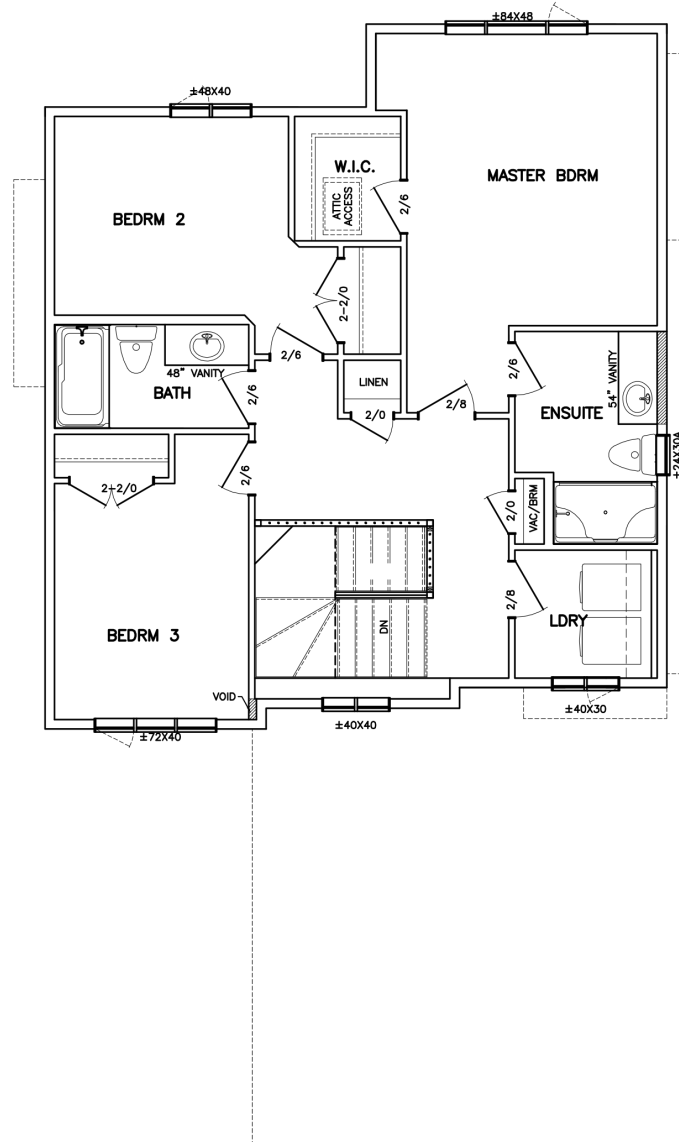 ±84X48
±48X40
W.I.C.
ATTIC
ACCESS
2/6
MASTER BDRM
BEDRM 2
2-2/0
2/6
48" VANITY
BATH
2/6
LINEN
2/0
2/8
2/6
54" VANITY
ENSUITE
±24X30A
2-2/0
2/6
2/0
VAC/BRM
2/8
LDRY
DN
BEDRM 3
VOID
±72X40
±40X40
±40X30